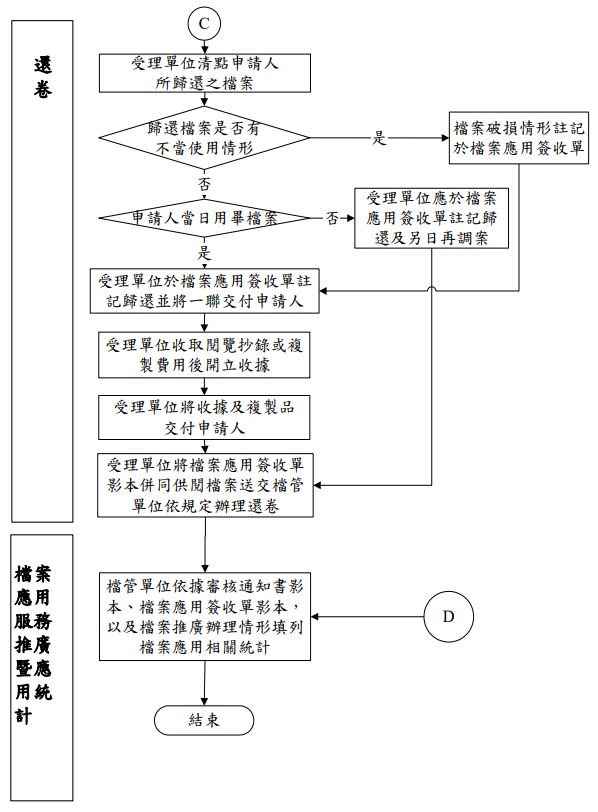 C
還
卷
受理單位清點申請人
所歸還之檔案
歸還檔案是否有
不當使用情形
是
檔案破損情形註記
於檔案應用簽收單
否
申請人當日用畢檔案
否
受理單位應於檔案
應用簽收單註記歸
還及另日再調案
是
受理單位於檔案應用簽收單註
記歸還並將一聯交付申請人
受理單位收取閱覽抄錄或複
製費用後開立收據
受理單位將收據及複製品
交付申請人
受理單位將檔案應用簽收單
影本併同供閱檔案送交檔管
單位依規定辦理還卷
檔案
應用
服務
推廣
暨應
用統
計
檔管單位依據審核通知書影
本、檔案應用簽收單影本，
以及檔案推廣辦理情形填列
檔案應用相關統計
D
結束